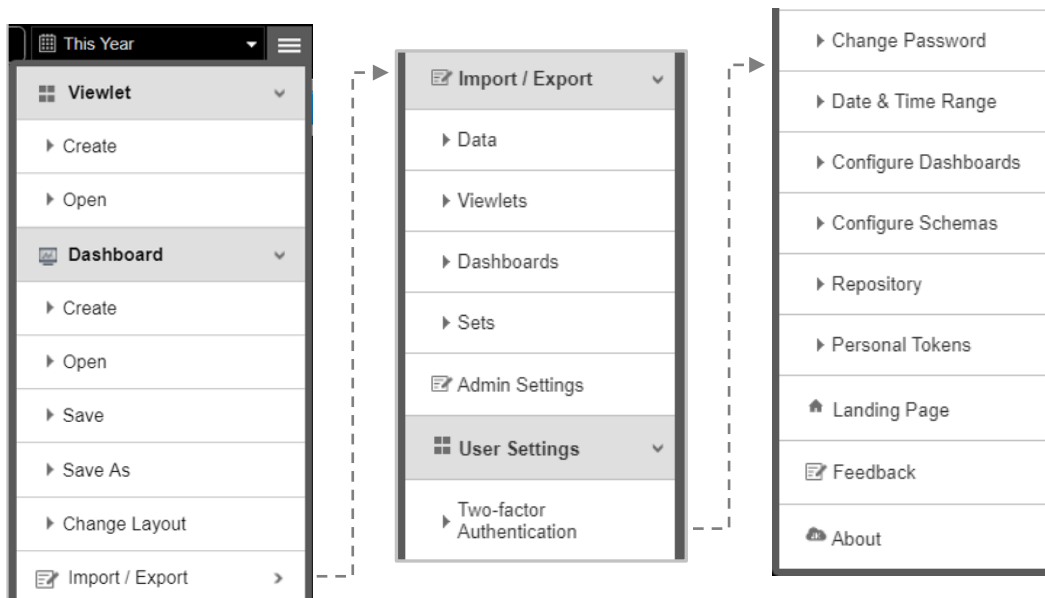 This Year
Viewlet
Create
Open
Dashboard
Create
Open
Save
Save As
Change Layout
Import / Export
Import / Export
Data
Viewlets
Dashboards
Sets
Admin Settings
User Settings
Two-factor
Authentication
Change Password
Date & Time Range
Configure Dashboards
Configure Schemas
Repository
Personal Tokens
Landing Page
Feedback
About